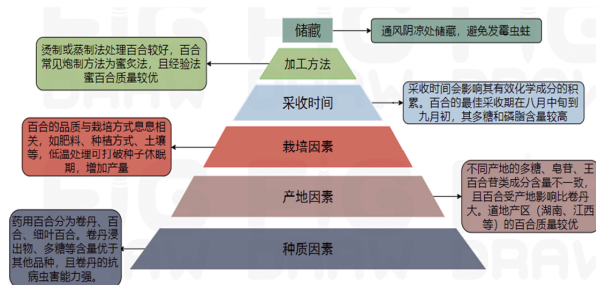 储藏
通风阴凉处储藏，避免发霉虫蛀
烫制或蒸制法处理百合较好，百合
常见炮制方法为蜜炙法，且经验法
蜜百合质量较优
加工方法
采收时间
采收时间会影响其有效化学成分的积
累。百合的最佳采收期在八月中旬到
九月初，其多糖和磷脂含量较高
百合的品质与栽培方式息息相
关，如肥料、种植方式、土壤
等，低温处理可打破种子休眠
期，增加产量
栽培因素
产地因素
不同产地的多糖、皂苷、王
百合苷类成分含量不一致，
且百合受产地影响比卷丹
大。道地产区（湖南、江西
等）的百合质量较优
药用百合分为卷丹、百
合、细叶百合。卷丹浸
出物、多糖等含量优于
其他品种，且卷丹的抗
病虫害能力强。
种质因素